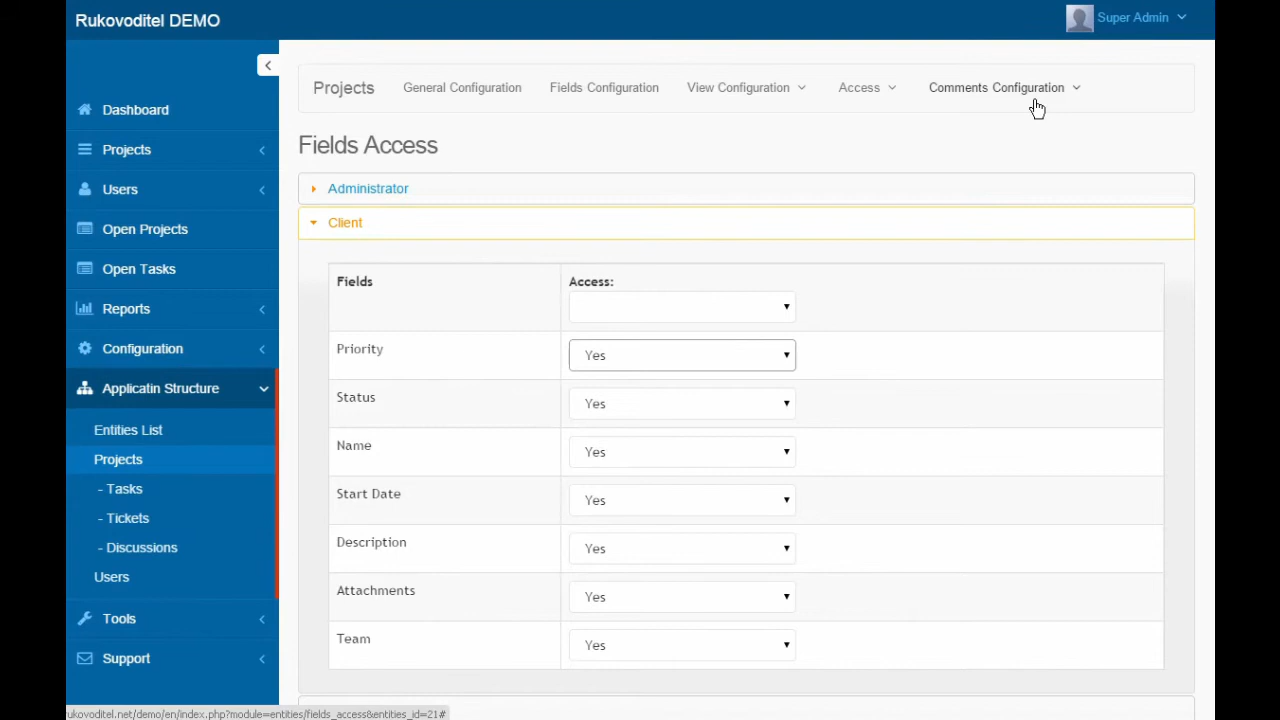 Rukovoditel DEMO
Super Admin
Dashboard
Projects
Users
Open Projects
Open Tasks
Reports
Configuration
Applicatin Structure
Entities List
Projects
- Tasks
- Tickets
- Discussions
Users
Tools
Support
Projects General Configuration Fields Configuration View Configuration Access Comments Configuration
Fields Access
Administrator
Client
Fields Access:
Priority Yes
Status Yes
Name Yes
Start Date Yes
Description Yes
Attachments Yes
Team Yes
rukovoditel.net/demo/en/index.php?module=entities/fields_access&entities_id=21#